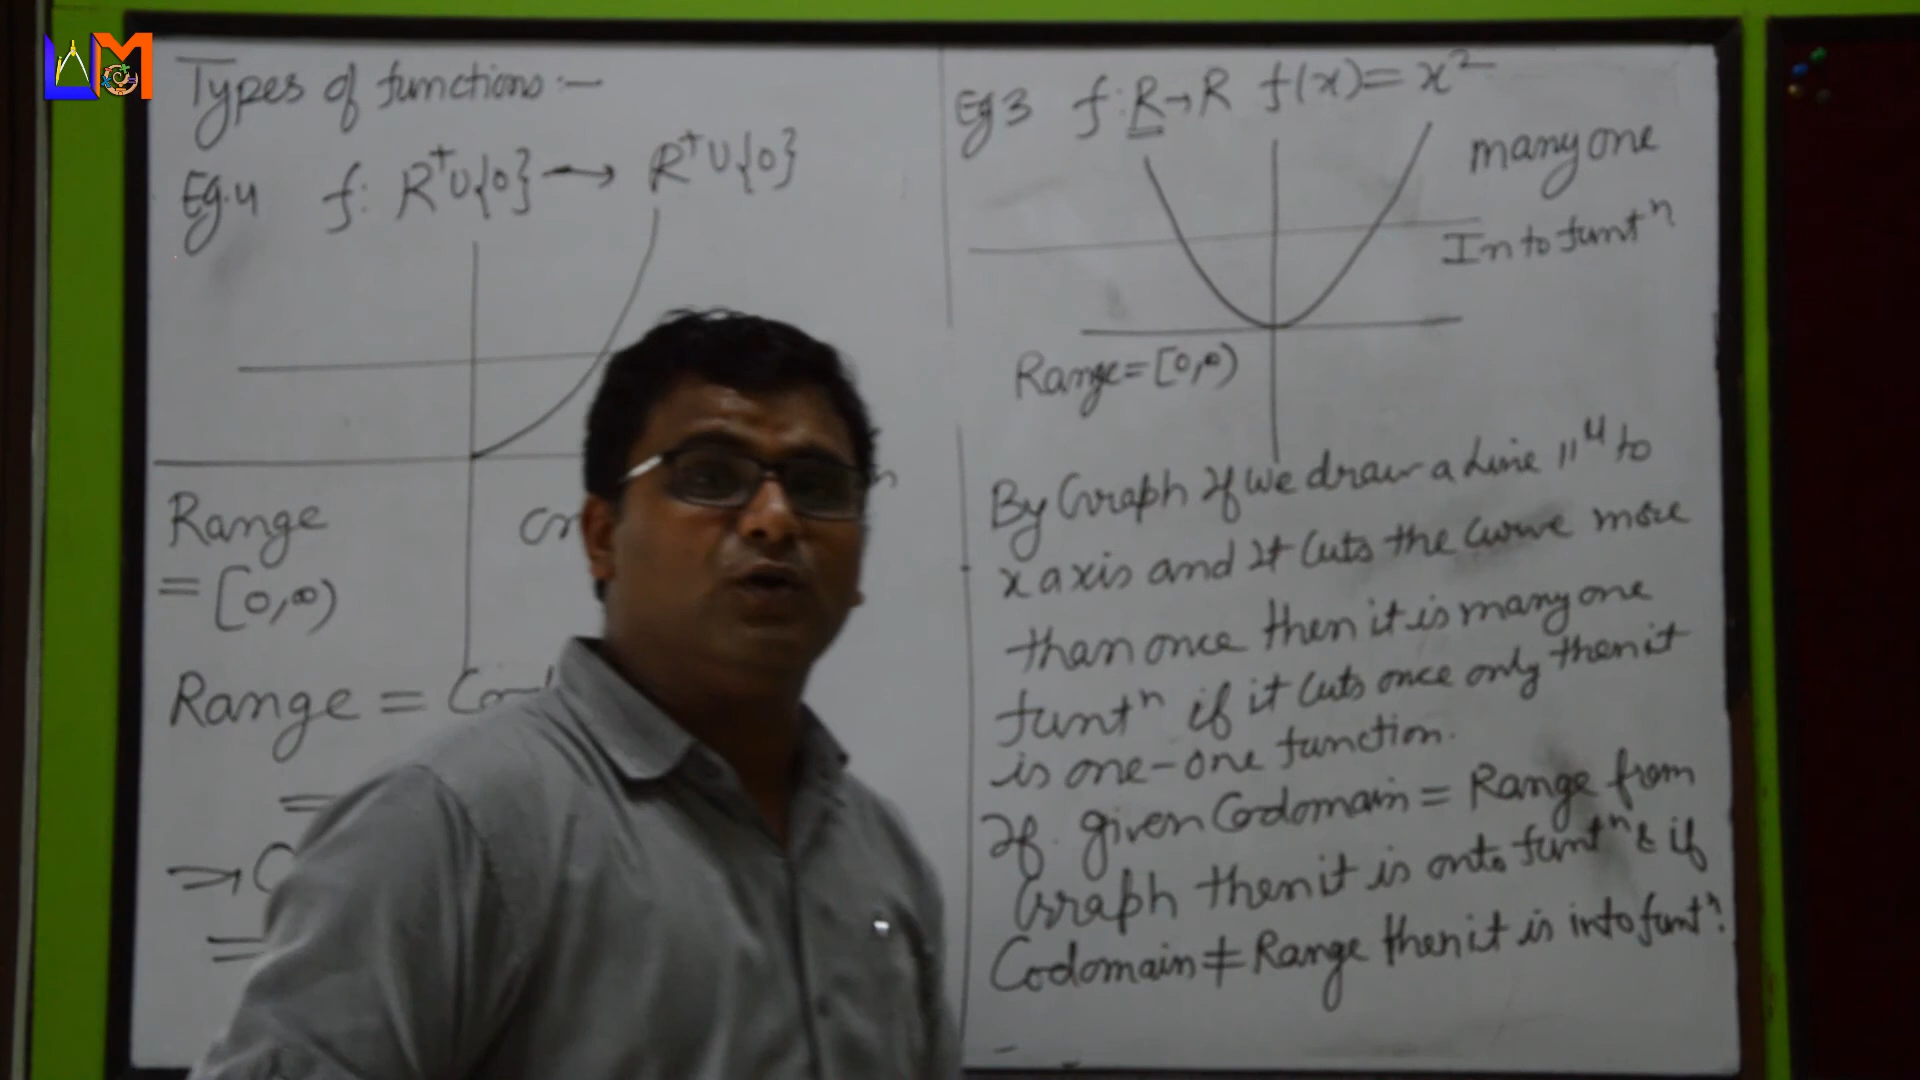 Types of functions :-
Eg.4 f: R⁺∪{0} → R⁺∪{0}
Range
= [0,∞)
Range =
Eg 3 f: R→R f(x) = x²
many one
In to funtⁿ
Range = [0,∞)
By Graph If we draw a Line ||ˡˡ to
x axis and It Cuts the curve more
than once then it is many one
funtⁿ if it Cuts once only then it
is one-one function.
If given Codomain = Range from
Graph then it is onto funtⁿ & if
Codomain ≠ Range then it is into funtⁿ.